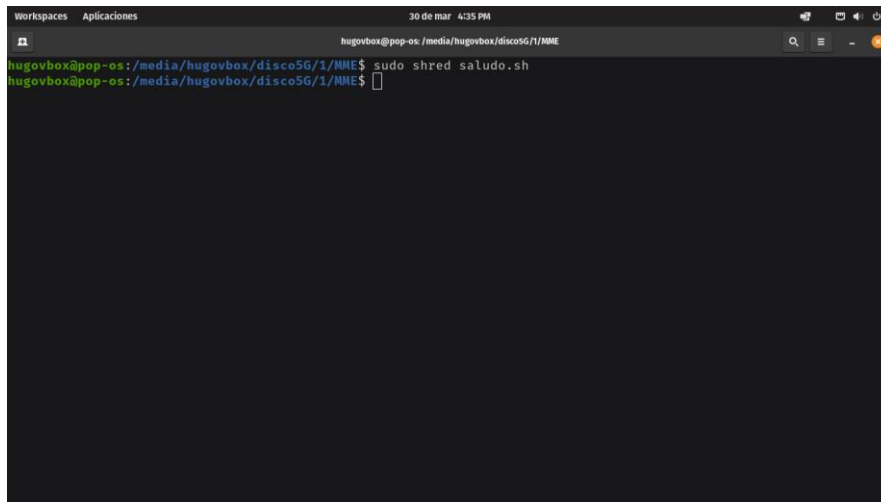 Workspaces Aplicaciones 30 de mar 4:35 PM
hugovbox@pop-os: /media/hugovbox/disco5G/1/MME
hugovbox@pop-os:/media/hugovbox/disco5G/1/MME$ sudo shred saludo.sh
hugovbox@pop-os:/media/hugovbox/disco5G/1/MME$